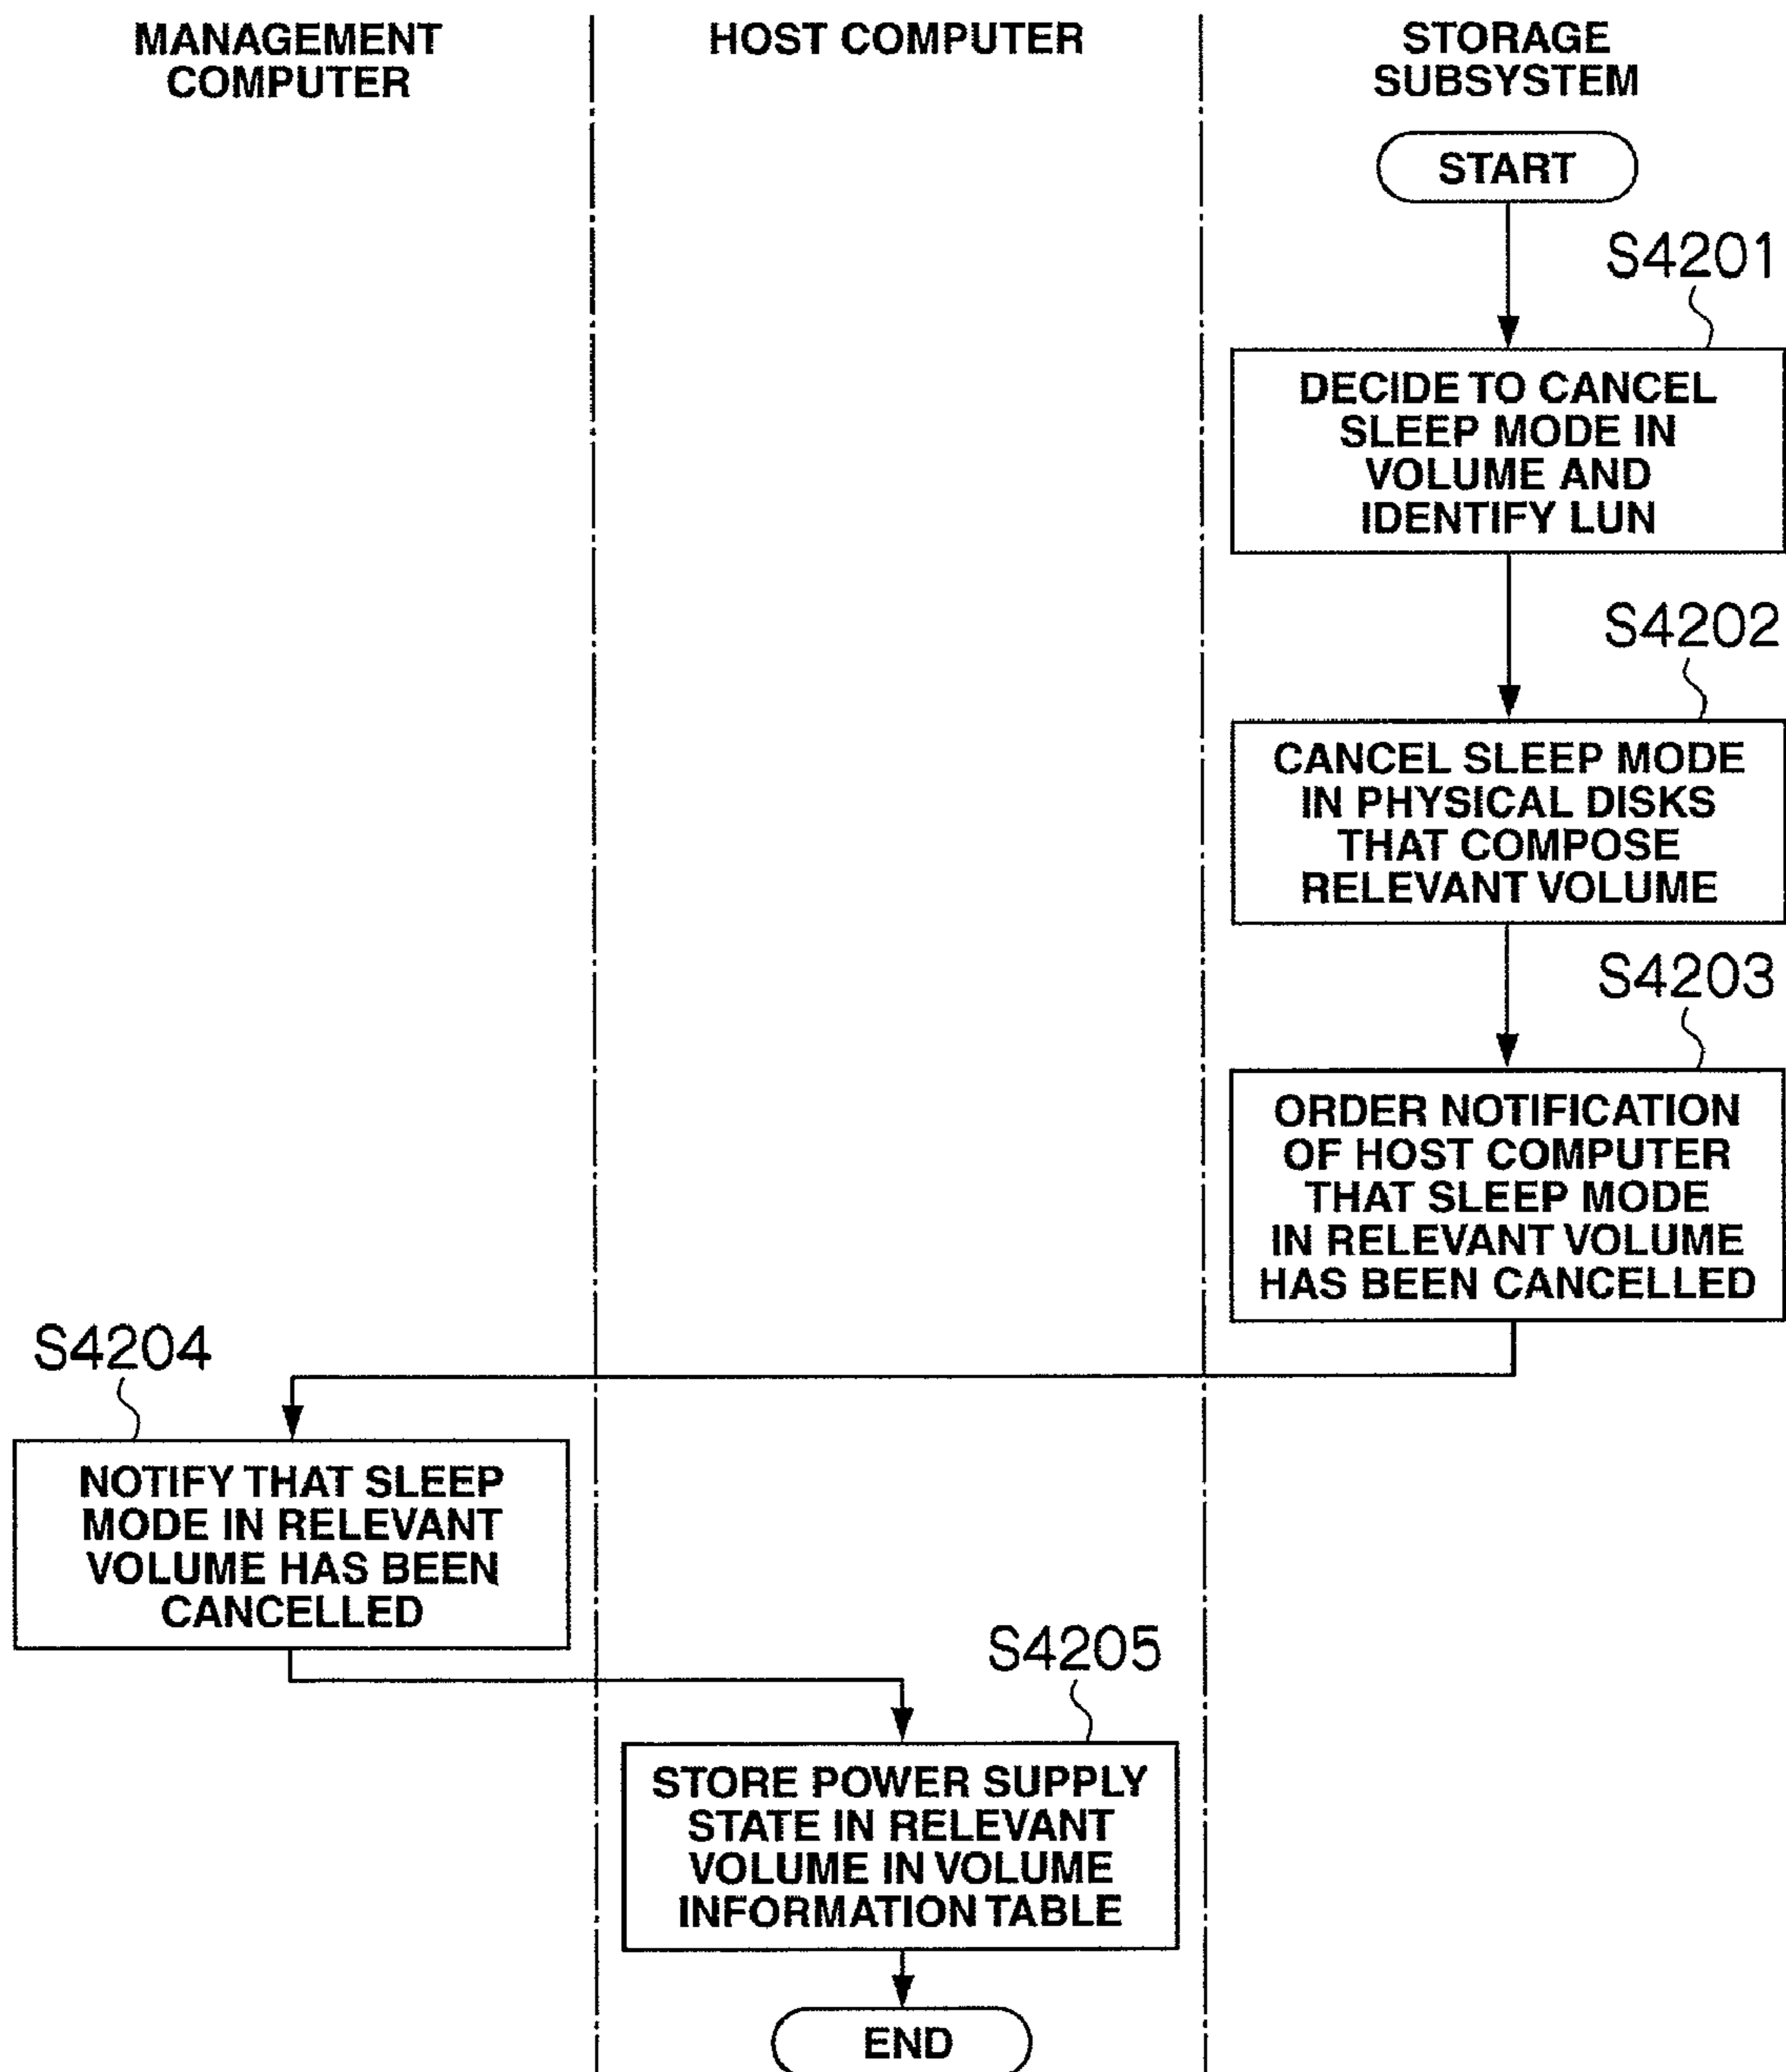 MANAGEMENT
COMPUTER
HOST COMPUTER
STORAGE
SUBSYSTEM
START
S4201
DECIDE TO CANCEL
SLEEP MODE IN
VOLUME AND
IDENTIFY LUN
S4202
CANCEL SLEEP MODE
IN PHYSICAL DISKS
THAT COMPOSE
RELEVANT VOLUME
S4203
ORDER NOTIFICATION
OF HOST COMPUTER
THAT SLEEP MODE
IN RELEVANT VOLUME
HAS BEEN CANCELLED
S4204
NOTIFY THAT SLEEP
MODE IN RELEVANT
VOLUME HAS BEEN
CANCELLED
S4205
STORE POWER SUPPLY
STATE IN RELEVANT
VOLUME IN VOLUME
INFORMATION TABLE
END